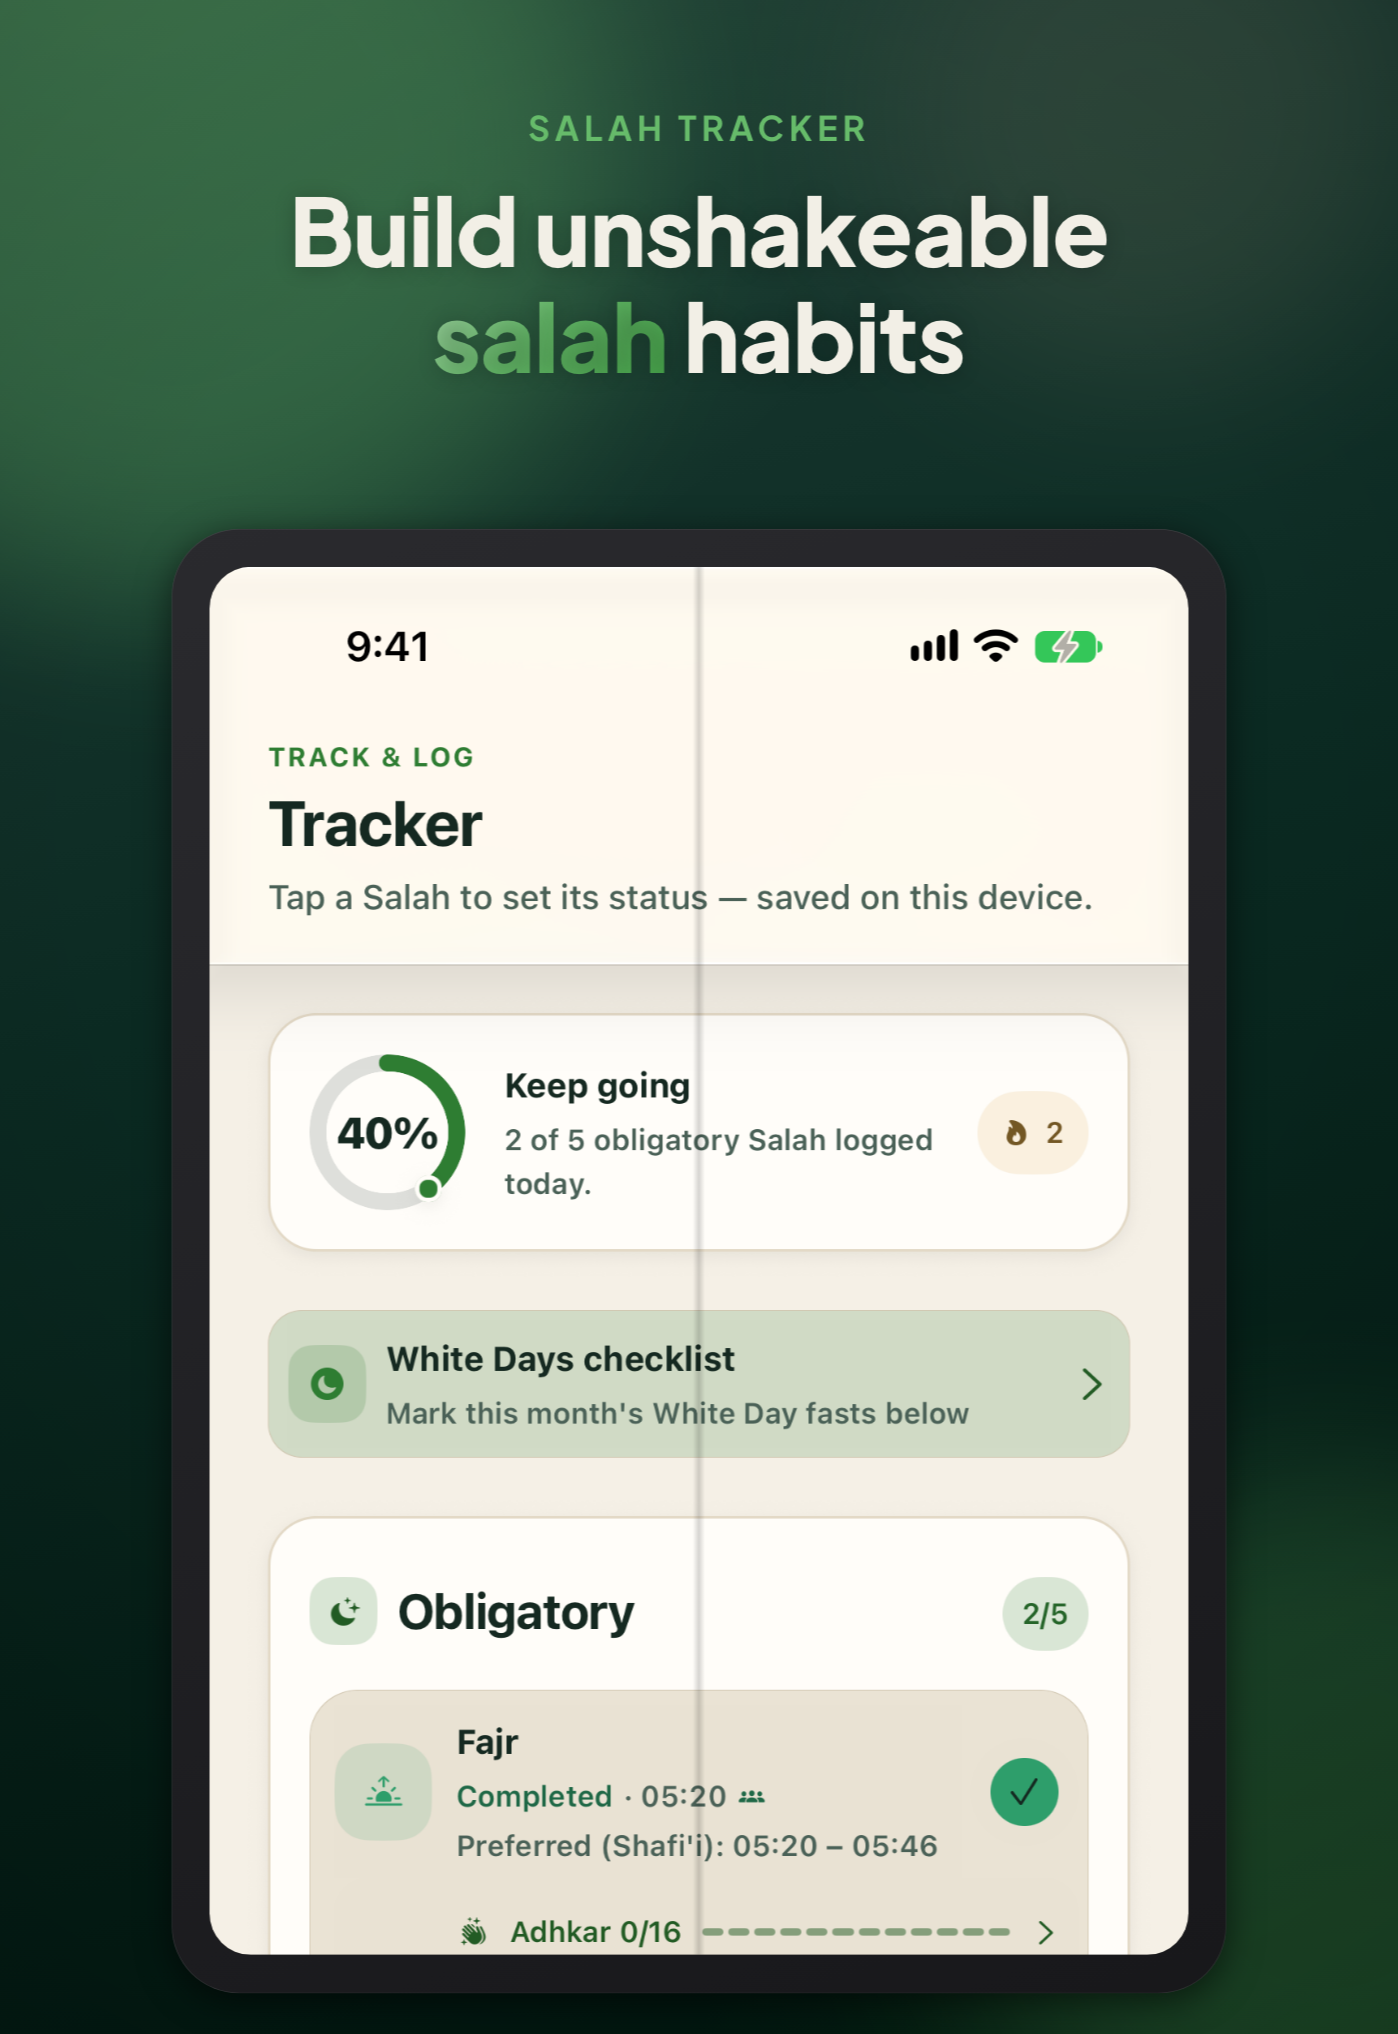 SALAH TRACKER
Build unshakeable
salah habits
9:41
TRACK & LOG
Tracker
Tap a Salah to set its status — saved on this device.
40%
Keep going
2 of 5 obligatory Salah logged
today.
2
White Days checklist
Mark this month's White Day fasts below
Obligatory
2/5
Fajr
Completed · 05:20
Preferred (Shafi'i): 05:20 – 05:46
Adhkar 0/16